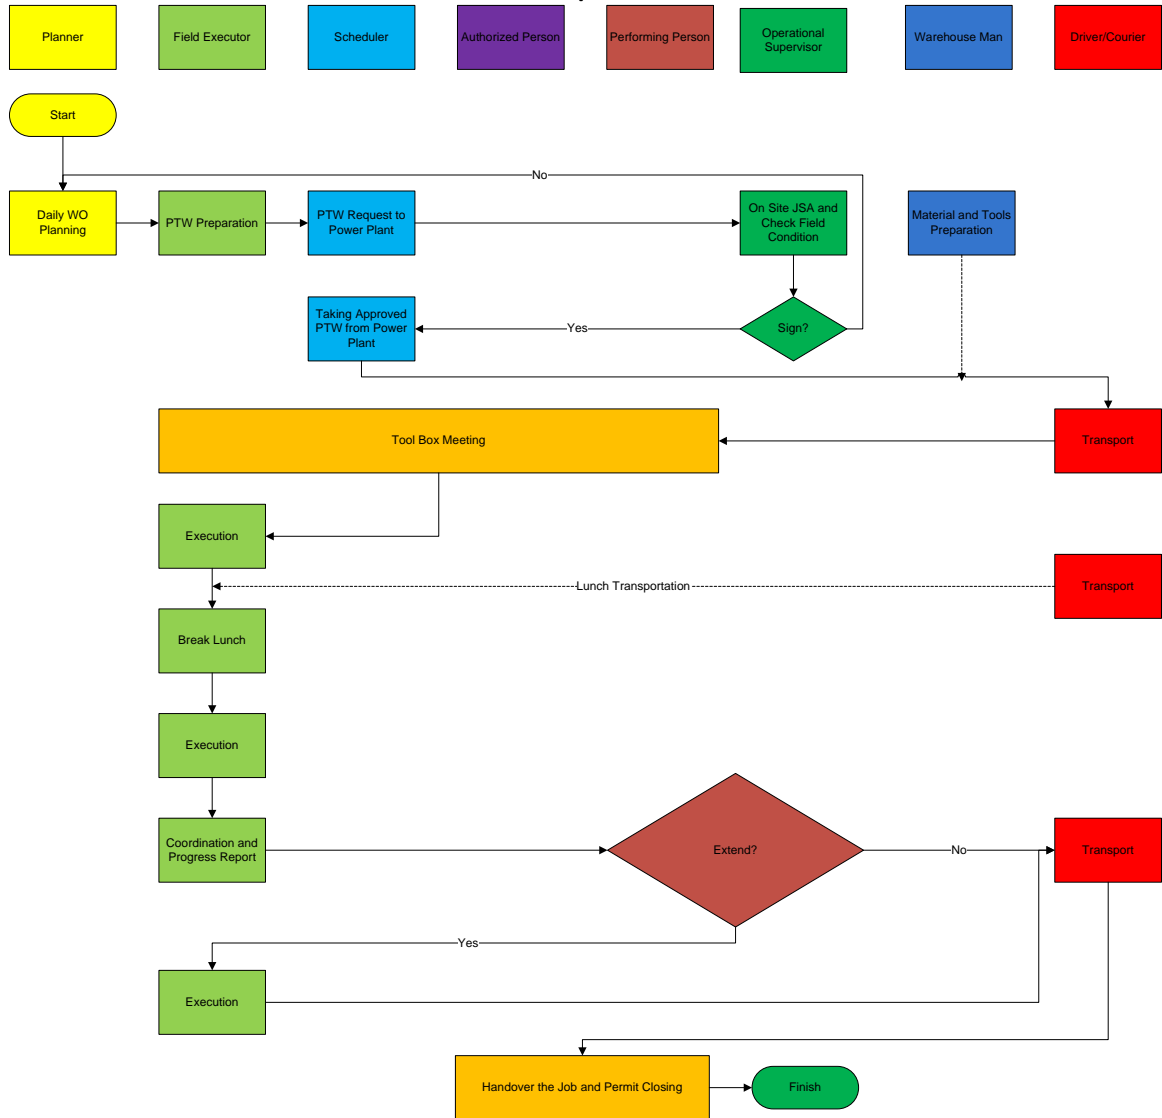 Planner
Field Executor
Scheduler
Authorized Person
Performing Person
Operational
Supervisor
Warehouse Man
Driver/Courier
Start
No
Daily WO
Planning
PTW Preparation
PTW Request to
Power Plant
On Site JSA and
Check Field
Condition
Material and Tools
Preparation
Taking Approved
PTW from Power
Plant
Yes
Sign?
Tool Box Meeting
Transport
Execution
Lunch Transportation
Transport
Break Lunch
Execution
Coordination and
Progress Report
Extend?
No
Transport
Yes
Execution
Handover the Job and Permit Closing
Finish